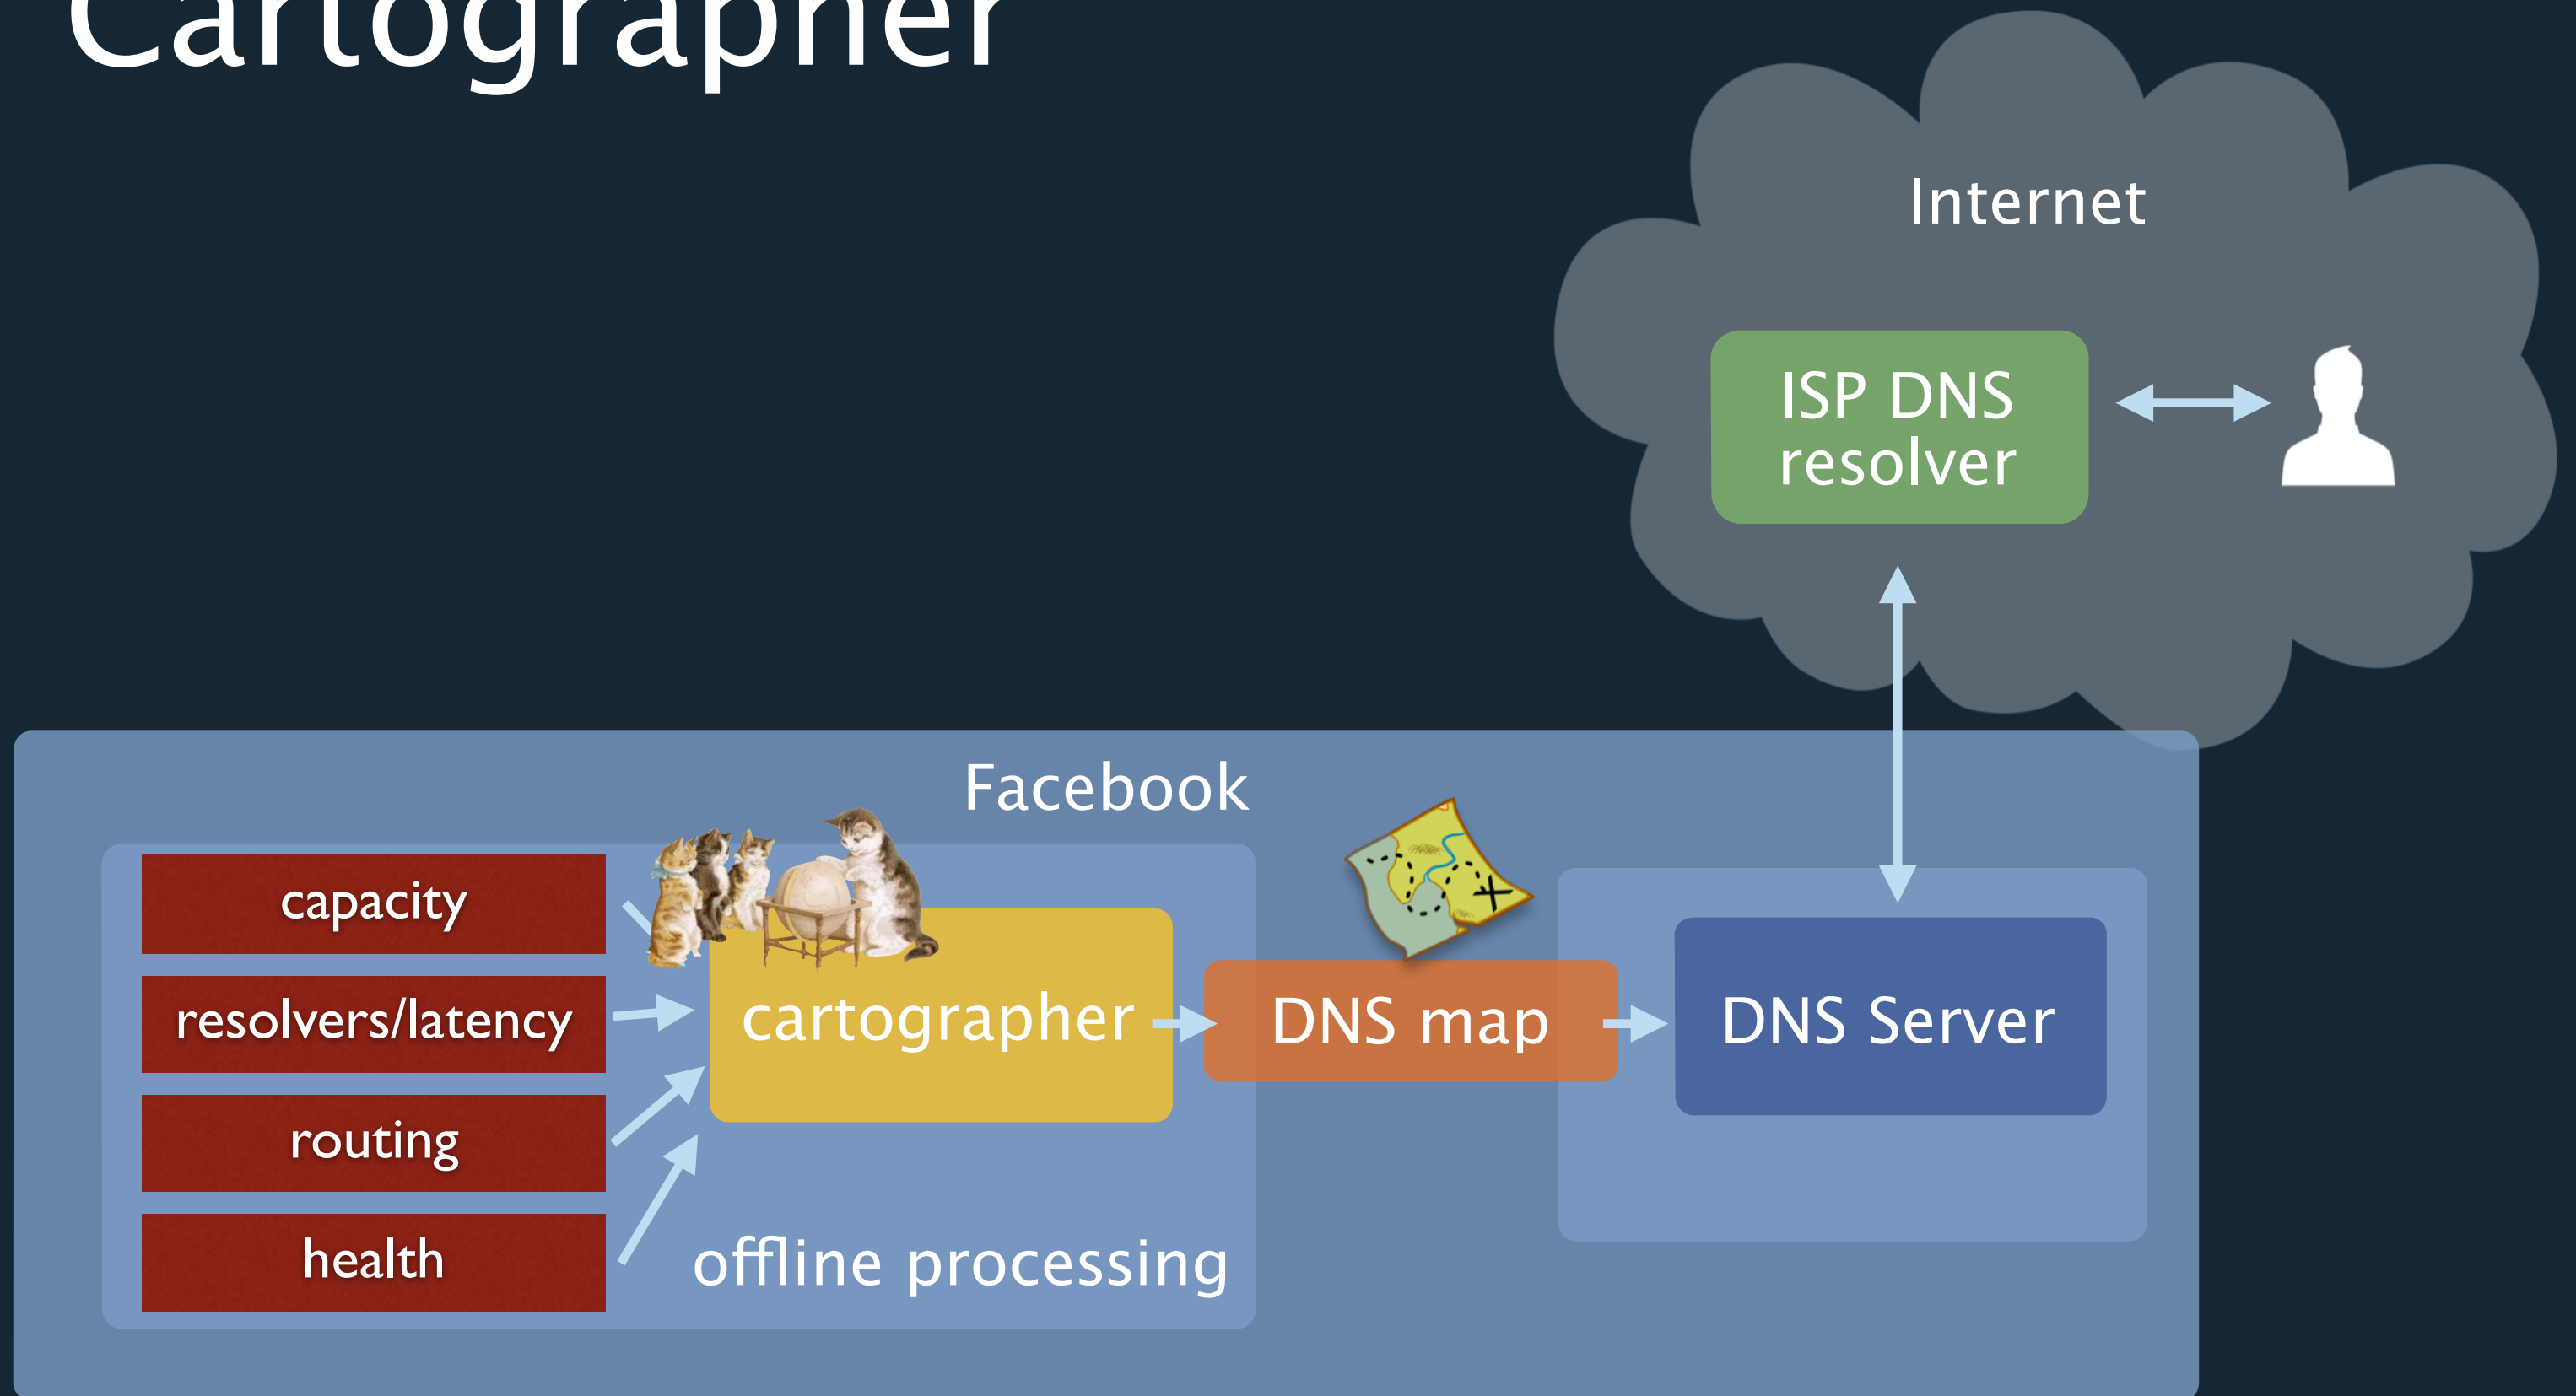 Cartographer
Internet
ISP DNS
resolver
Facebook
capacity
resolvers/latency
routing
health
cartographer
offline processing
DNS map
DNS Server